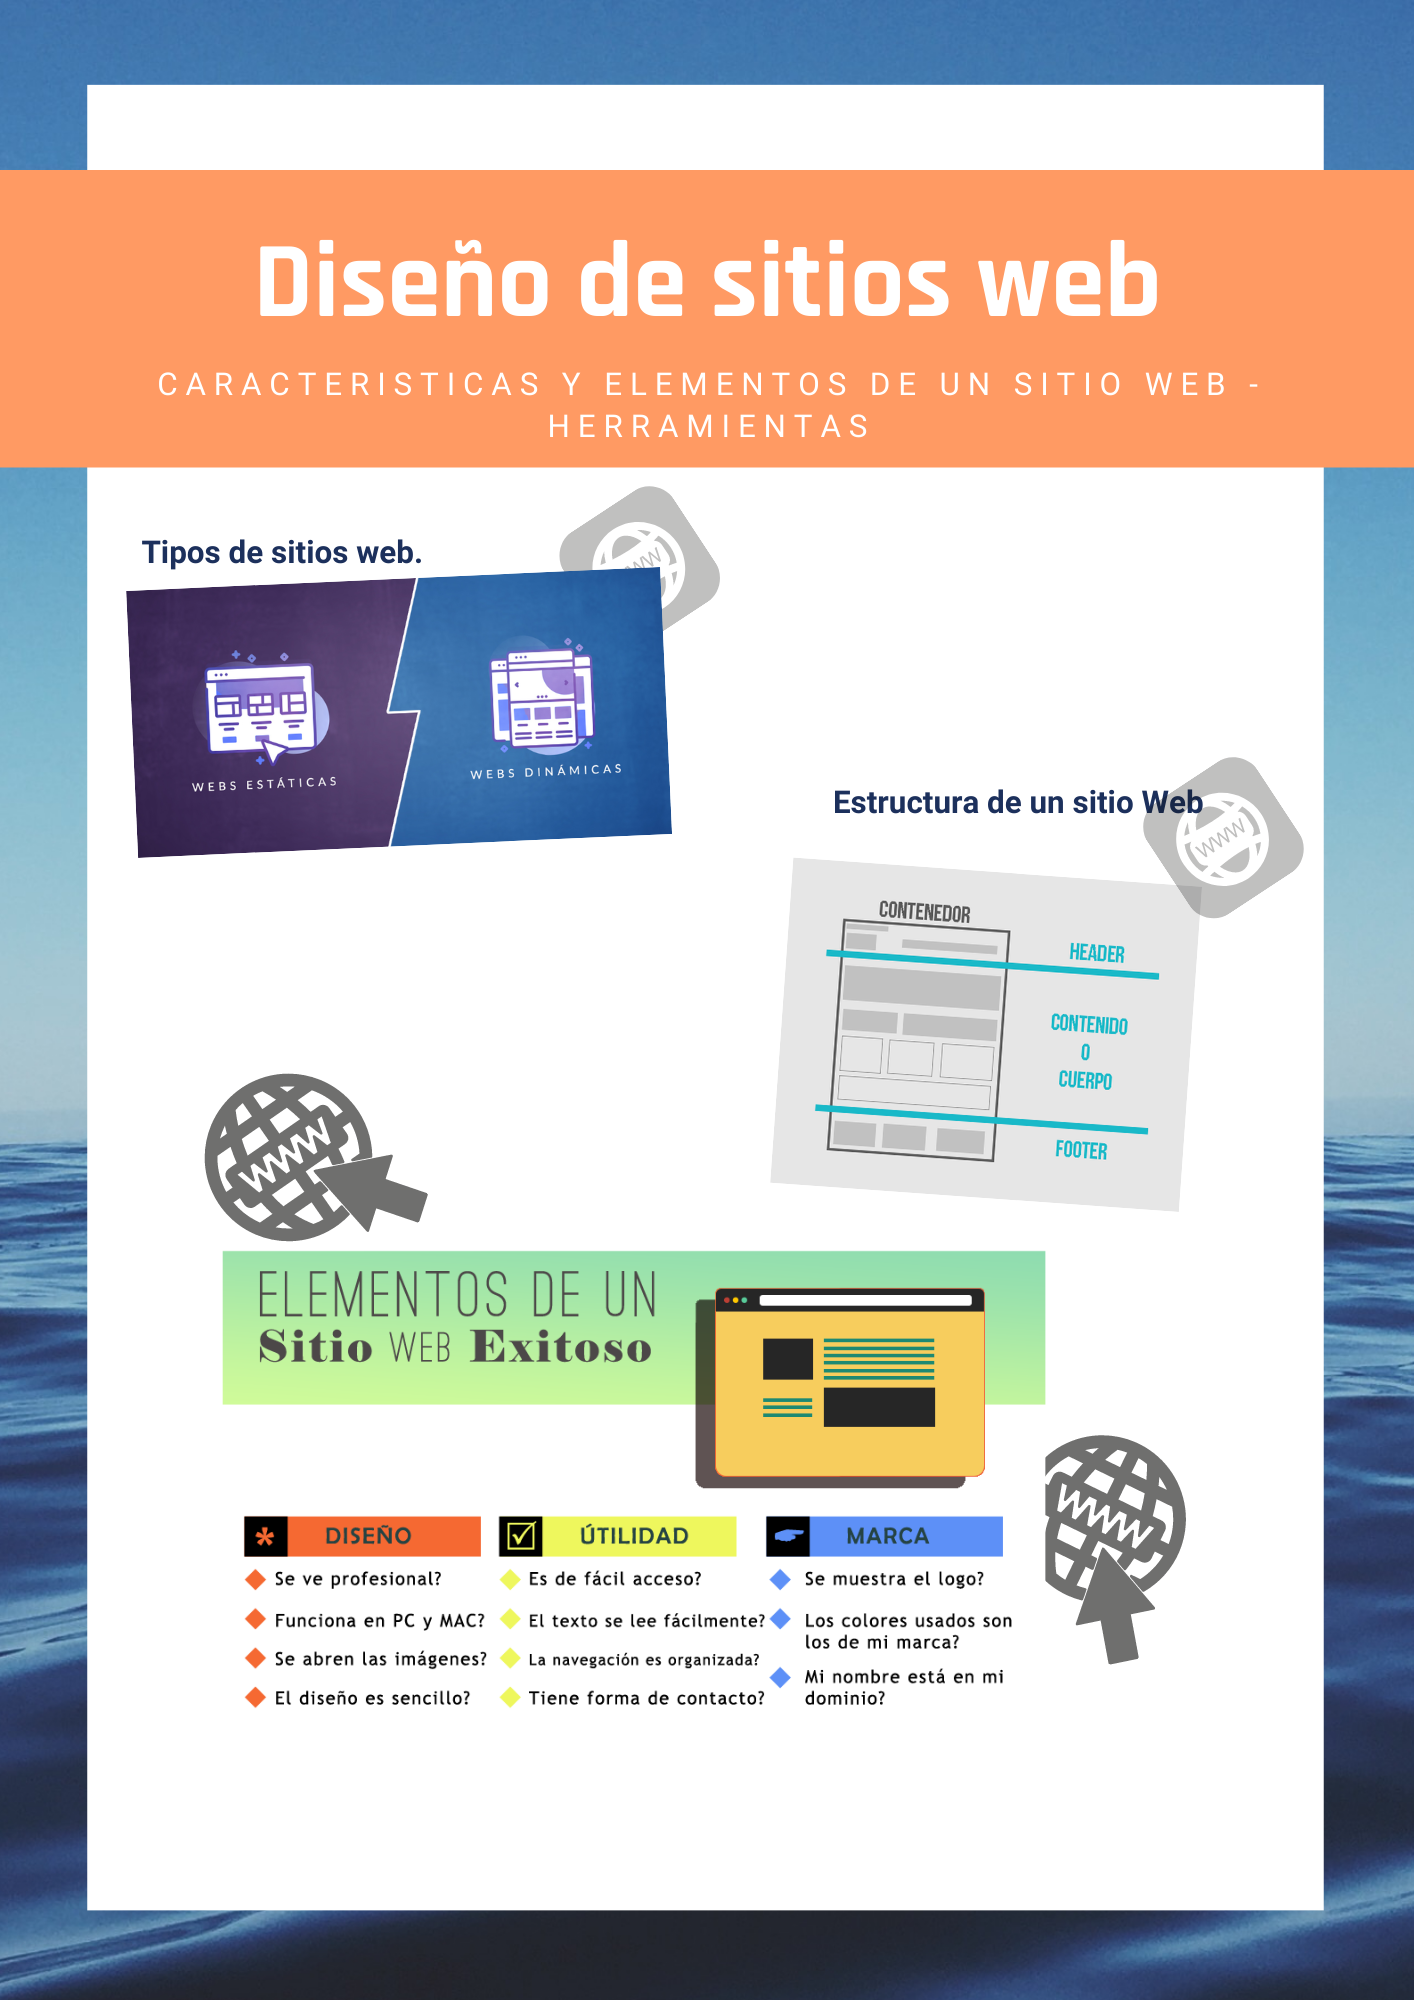 Diseño de sitios web
CARACTERISTICAS Y ELEMENTOS DE UN SITIO WEB -
HERRAMIENTAS
Tipos de sitios web.
WEBS ESTÁTICAS
WEBS DINÁMICAS
Estructura de un sitio Web
WWW
CONTENEDOR
HEADER
CONTENIDO
O
CUERPO
FOOTER
WWW
ELEMENTOS DE UN
Sitio WEB Exitoso
WWW
DISEÑO
Se ve profesional?
Funciona en PC y MAC?
Se abren las imágenes?
El diseño es sencillo?
ÚTILIDAD
Es de fácil acceso?
El texto se lee fácilmente?
La navegación es organizada?
Tiene forma de contacto?
MARCA
Se muestra el logo?
Los colores usados son
los de mi marca?
Mi nombre está en mi
dominio?